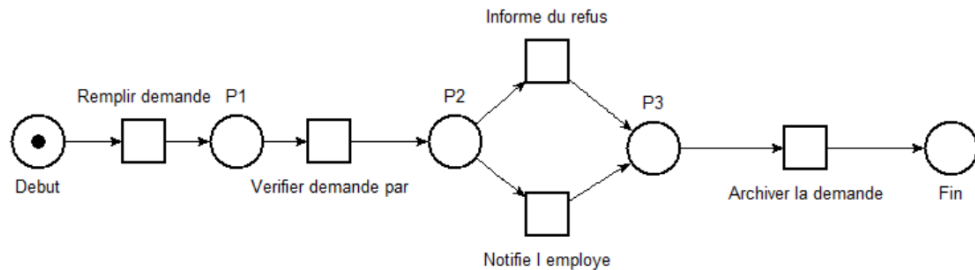 Informe du refus
Remplir demande
P1
P2
P3
Debut
Verifier demande par
Archiver la demande
Fin
Notifie l employe